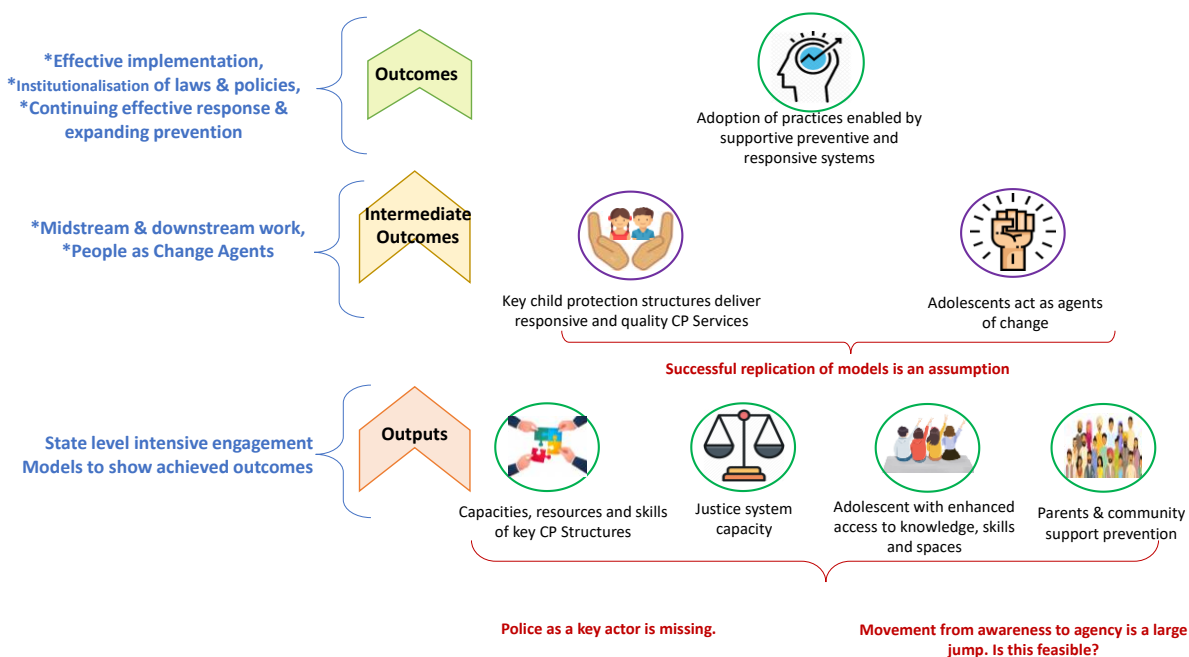 *Effective implementation,
*Institutionalisation of laws & policies,
*Continuing effective response &
expanding prevention
Outcomes
Adoption of practices enabled by
supportive preventive and
responsive systems
*Midstream & downstream work,
*People as Change Agents
Intermediate
Outcomes
Key child protection structures deliver
responsive and quality CP Services
Adolescents act as agents
of change
Successful replication of models is an assumption
State level intensive engagement
Models to show achieved outcomes
Outputs
Capacities, resources and skills
of key CP Structures
Justice system
capacity
Adolescent with enhanced
access to knowledge, skills
and spaces
Parents & community
support prevention
Police as a key actor is missing.
Movement from awareness to agency is a large
jump. Is this feasible?